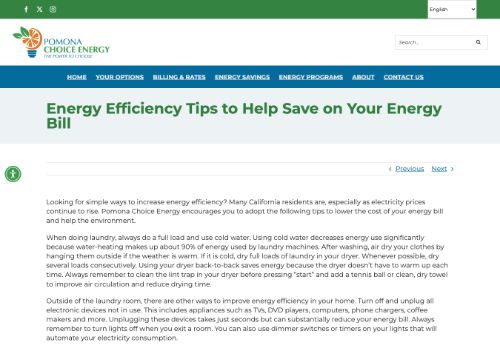 English
POMONA
CHOICE ENERGY
THE POWER TO CHOOSE
Search...
HOME YOUR OPTIONS BILLING & RATES ENERGY SAVINGS ENERGY PROGRAMS ABOUT CONTACT US
Energy Efficiency Tips to Help Save on Your Energy
Bill
Previous Next
Looking for simple ways to increase energy efficiency? Many California residents are, especially as electricity prices
continue to rise. Pomona Choice Energy encourages you to adopt the following tips to lower the cost of your energy bill
and help the environment.
When doing laundry, always do a full load and use cold water. Using cold water decreases energy use significantly
because water-heating makes up about 90% of energy used by laundry machines. After washing, air dry your clothes by
hanging them outside if the weather is warm. If it is cold, dry full loads of laundry in your dryer. Whenever possible, dry
several loads consecutively. Using your dryer back-to-back saves energy because the dryer doesn't have to warm up each
time. Always remember to clean the lint trap in your dryer before pressing "start" and add a tennis ball or clean, dry towel
to improve air circulation and reduce drying time.
Outside of the laundry room, there are other ways to improve energy efficiency in your home. Turn off and unplug all
electronic devices not in use. This includes appliances such as TVs, DVD players, computers, phone chargers, coffee
makers and more. Unplugging these devices takes just seconds but can substantially reduce your energy bill. Always
remember to turn lights off when you exit a room. You can also use dimmer switches or timers on your lights that will
automate your electricity consumption.